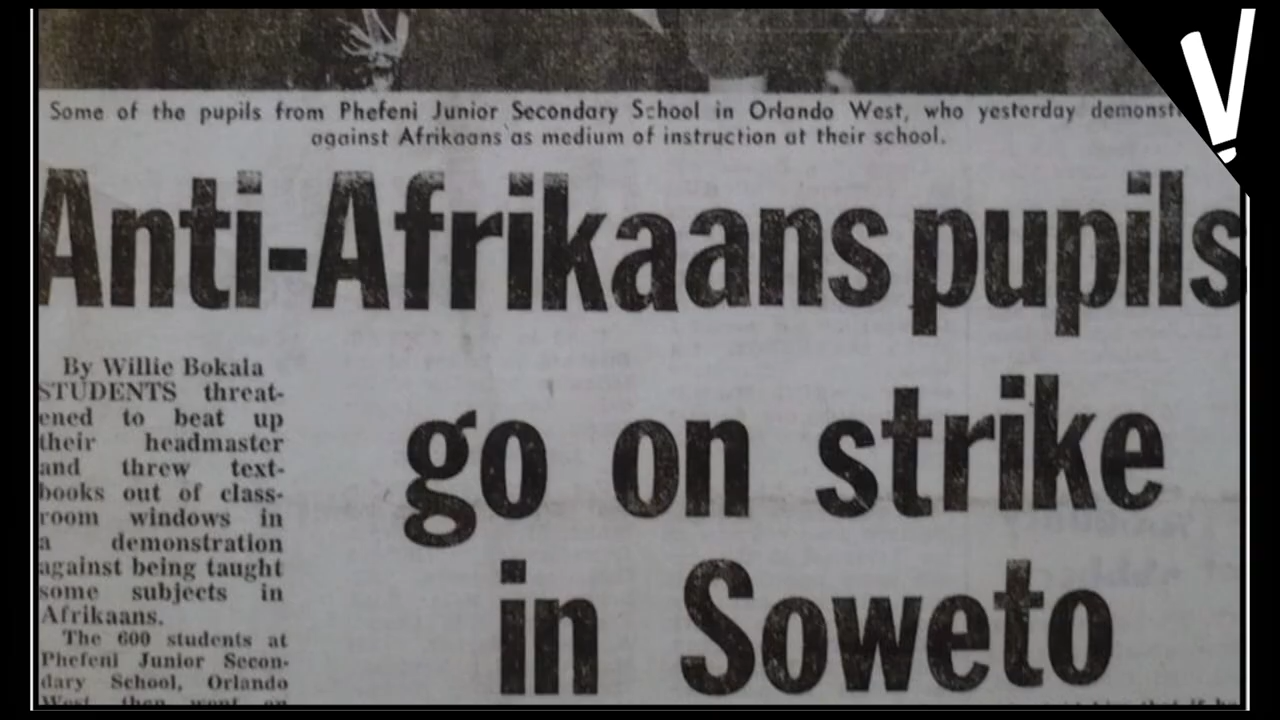 Some of the pupils from Phefeni Junior Secondary School in Orlando West, who yesterday
against Afrikaans as medium of instruction at their school.
Anti-Afrikaans pupils
go on strike
in Soweto
By Willie Bokala
STUDENTS threat-
ened to beat up
their headmaster
and threw text-
books out of class-
room windows in
a demonstration
against being taught
some subjects in
Afrikaans.
The 600 students at
Phefeni Junior Secon-
dary School, Orlando
West, then went on